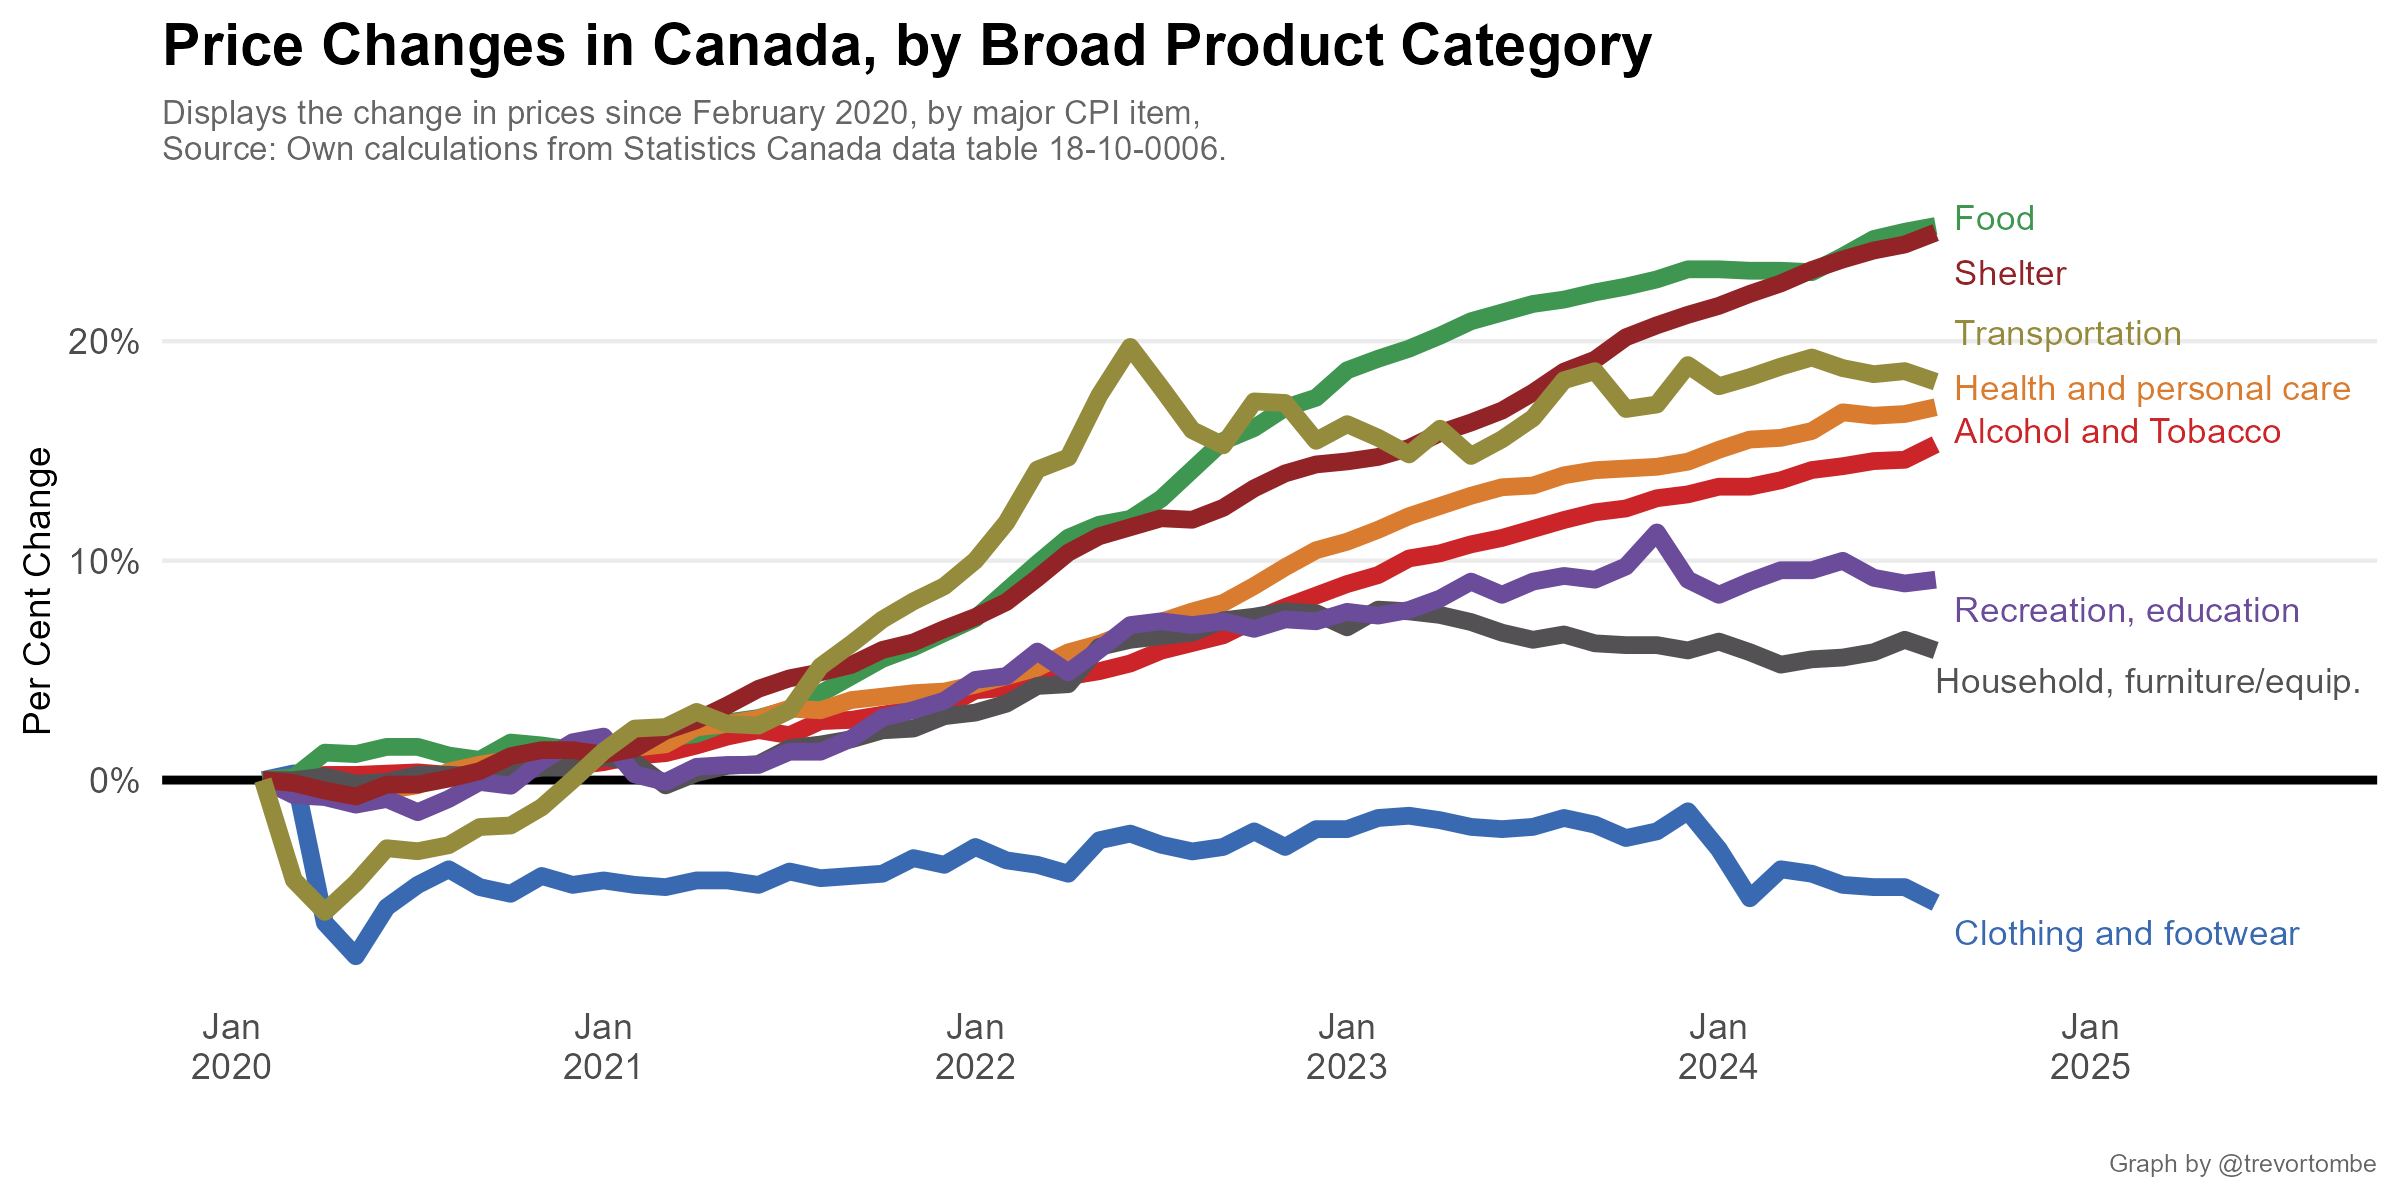 Price Changes in Canada, by Broad Product Category
Displays the change in prices since February 2020, by major CPI item,
Source: Own calculations from Statistics Canada data table 18-10-0006.
Per Cent Change
20%
10%
0%
Food
Shelter
Transportation
Health and personal care
Alcohol and Tobacco
Recreation, education
Household, furniture/equip.
Clothing and footwear
Jan
2020
Jan
2021
Jan
2022
Jan
2023
Jan
2024
Jan
2025
Graph by @trevortombe